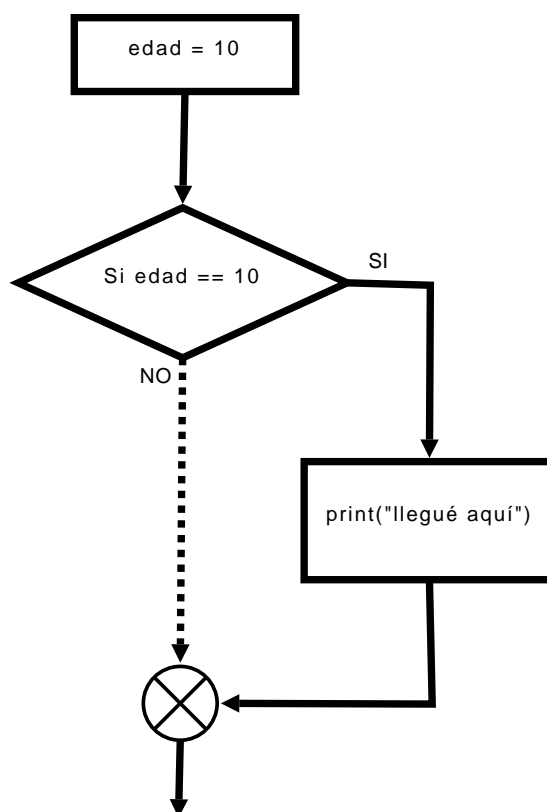 edad = 10
Si edad == 10
SI
NO
print("llegué aquí")